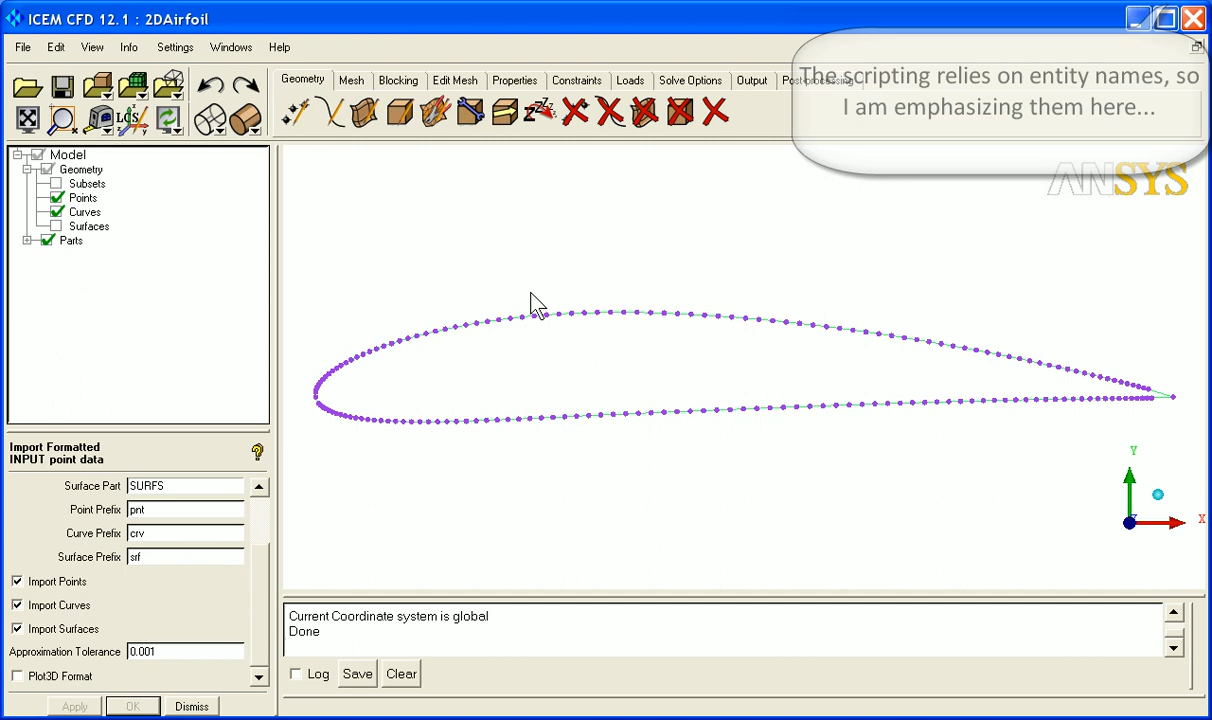 ICEM CFD 12.1 : 2DAirfoil
File Edit View Info Settings Windows Help
Geometry Mesh Blocking Edit Mesh Properties Constraints Loads Solve Options Output Post-processing
The scripting relies on entity names, so
I am emphasizing them here...
LCS
ANSYS
Model
Geometry
Subsets
Points
Curves
Surfaces
Parts
Import Formatted
INPUT point data
Surface Part SURFS
Point Prefix pnt
Curve Prefix crv
Surface Prefix srf
Import Points
Import Curves
Import Surfaces
Approximation Tolerance 0.001
Plot3D Format
Apply OK Dismiss
Y
Z
X
Current Coordinate system is global
Done
Log Save Clear